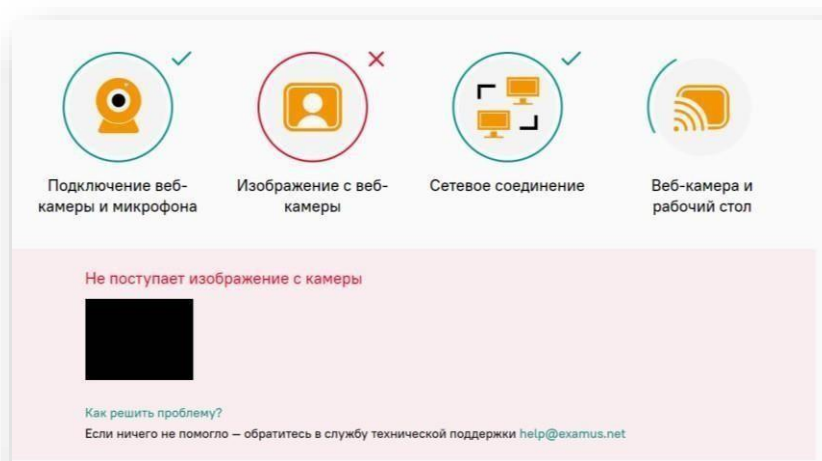 Подключение веб-
камеры и микрофона
Изображение с веб-
камеры
Сетевое соединение
Веб-камера и
рабочий стол
Не поступает изображение с камеры
Как решить проблему?
Если ничего не помогло — обратитесь в службу технической поддержки help@examus.net